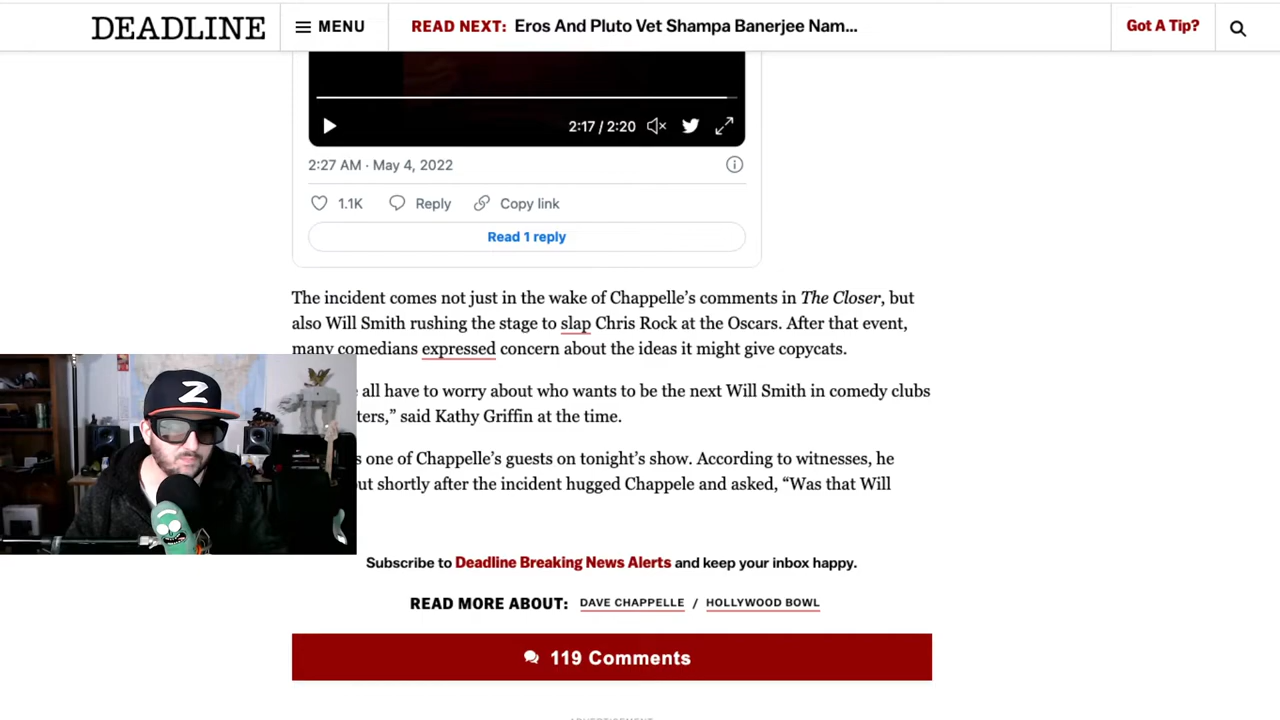 DEADLINE
MENU
READ NEXT: Eros And Pluto Vet Shampa Banerjee Nam...
Got A Tip?
2:17 / 2:20
2:27 AM · May 4, 2022
1.1K Reply Copy link
Read 1 reply
The incident comes not just in the wake of Chappelle’s comments in The Closer, but
also Will Smith rushing the stage to slap Chris Rock at the Oscars. After that event,
many comedians expressed concern about the ideas it might give copycats.
all have to worry about who wants to be the next Will Smith in comedy clubs
ters,” said Kathy Griffin at the time.
s one of Chappelle’s guests on tonight’s show. According to witnesses, he
ut shortly after the incident hugged Chappele and asked, “Was that Will
Z
Subscribe to Deadline Breaking News Alerts and keep your inbox happy.
READ MORE ABOUT: DAVE CHAPPELLE / HOLLYWOOD BOWL
119 Comments